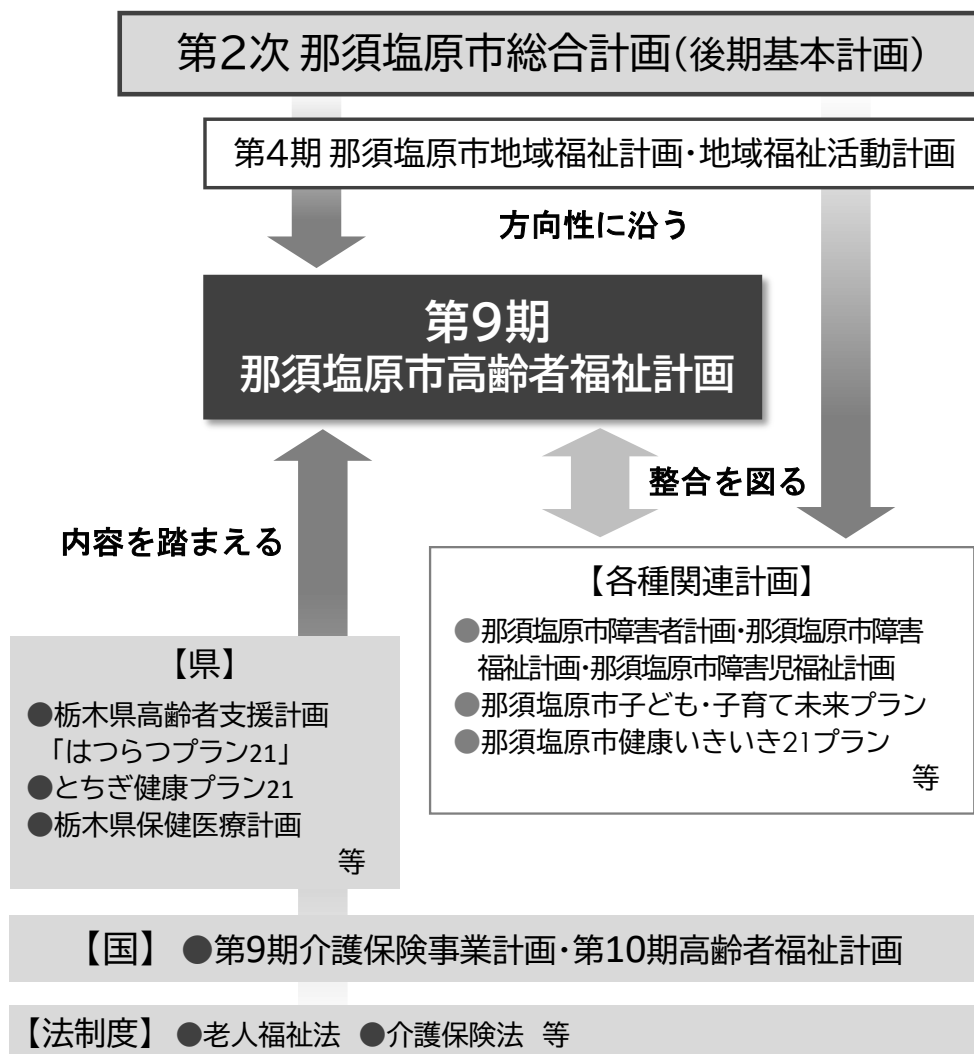 第2次 那須塩原市総合計画(後期基本計画)
第4期 那須塩原市地域福祉計画・地域福祉活動計画
方向性に沿う
第9期
那須塩原市高齢者福祉計画
整合を図る
内容を踏まえる
【各種関連計画】
●那須塩原市障害者計画・那須塩原市障害
福祉計画・那須塩原市障害児福祉計画
●那須塩原市子ども・子育て未来プラン
●那須塩原市健康いきいき21プラン
等
【県】
●栃木県高齢者支援計画
「はつらつプラン21」
●とちぎ健康プラン21
●栃木県保健医療計画
等
【国】 ●第9期介護保険事業計画・第10期高齢者福祉計画
【法制度】 ●老人福祉法 ●介護保険法 等